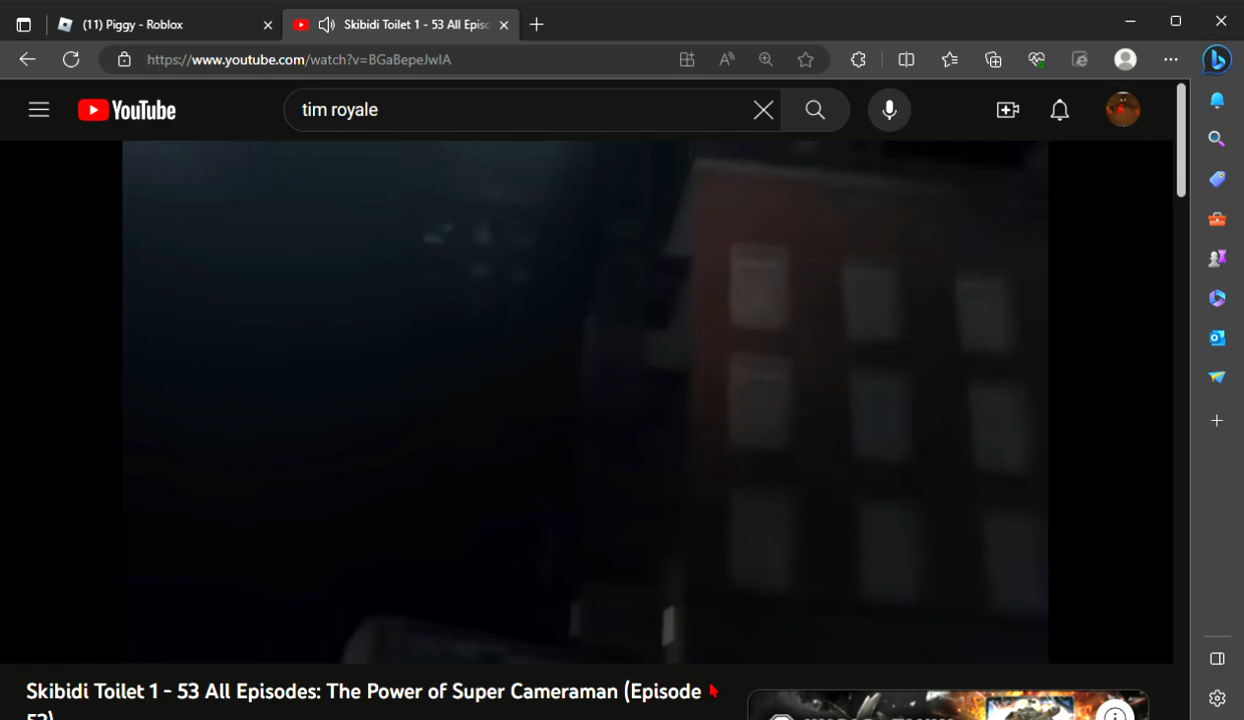 (11) Piggy - Roblox
Skibidi Toilet 1 - 53 All Episo
https://www.youtube.com/watch?v=BGaBepeJwIA
YouTube
tim royale
Skibidi Toilet 1 - 53 All Episodes: The Power of Super Cameraman (Episode